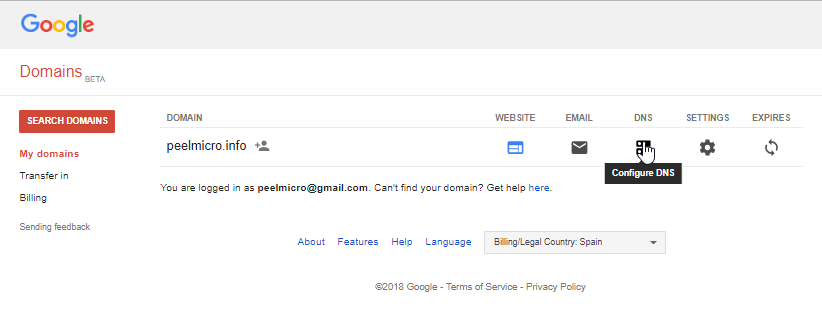 Google
Domains BETA
SEARCH DOMAINS
My domains
Transfer in
Billing
Sending feedback
DOMAIN WEBSITE EMAIL DNS SETTINGS EXPIRES
peelmicro.info
Configure DNS
You are logged in as peelmicro@gmail.com. Can't find your domain? Get help here.
About Features Help Language Billing/Legal Country: Spain
©2018 Google - Terms of Service - Privacy Policy